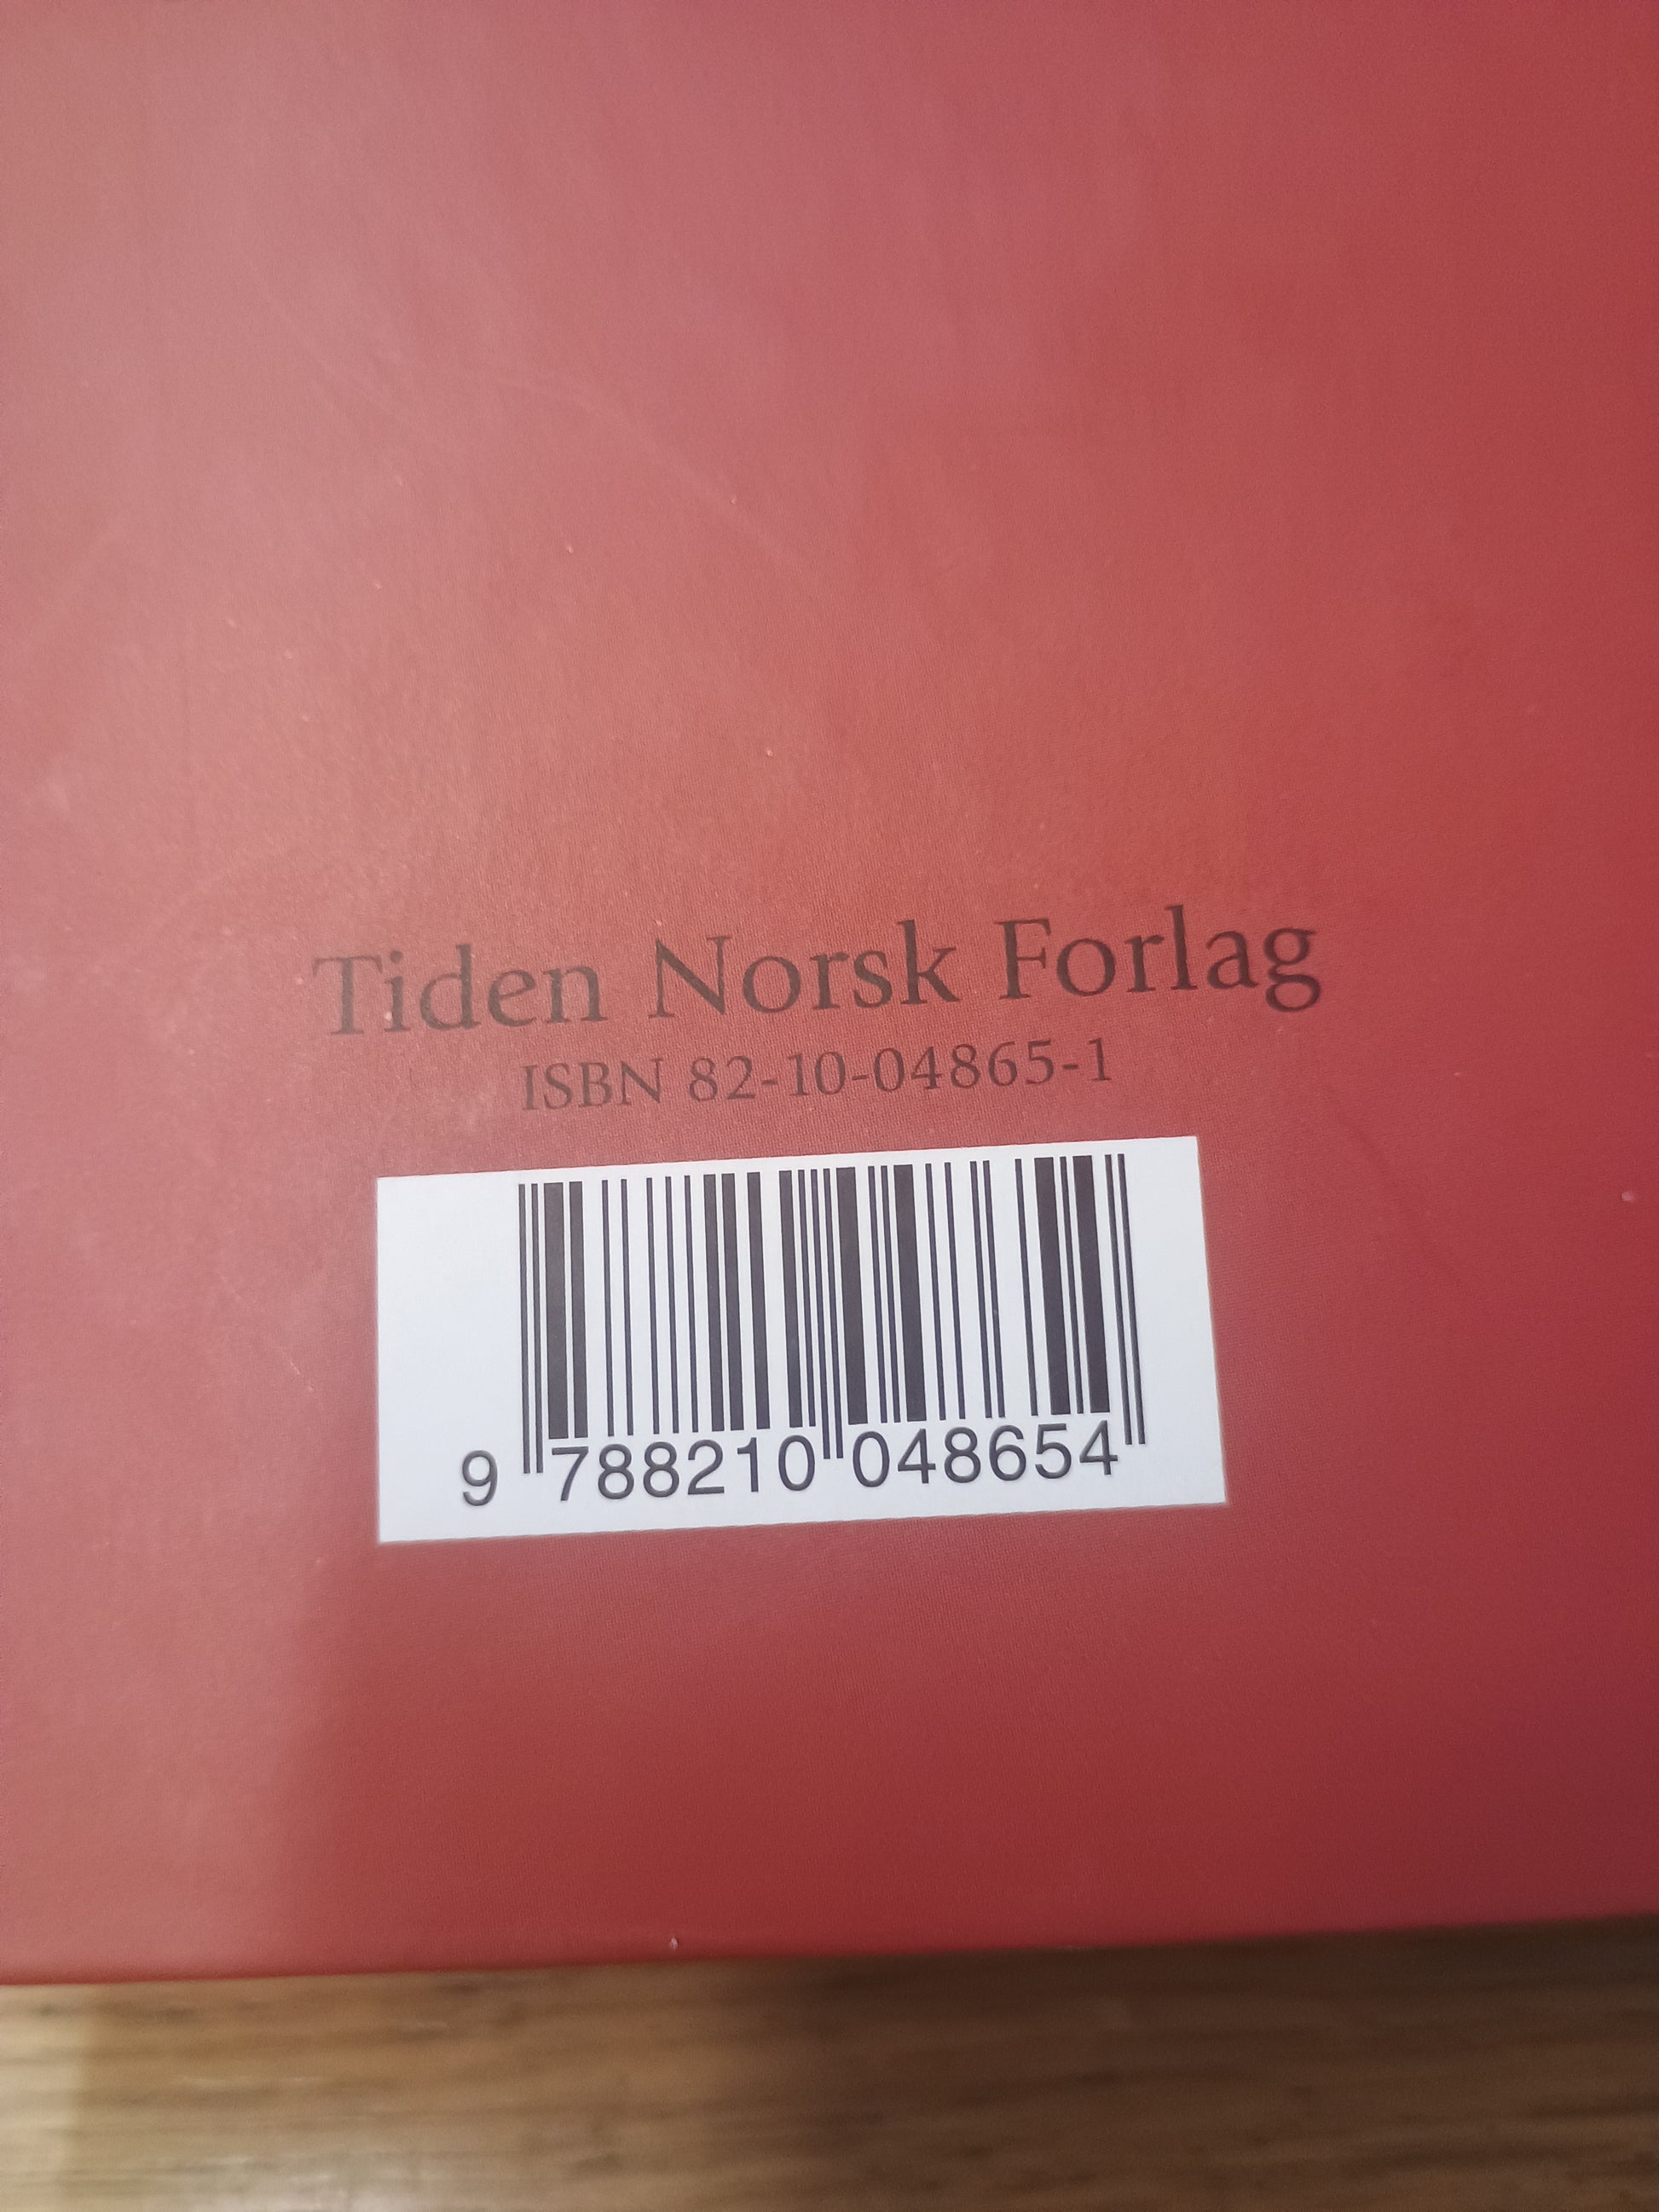 Tiden Norsk Forlag
ISBN 82-10-04865-1
9 788210 048654